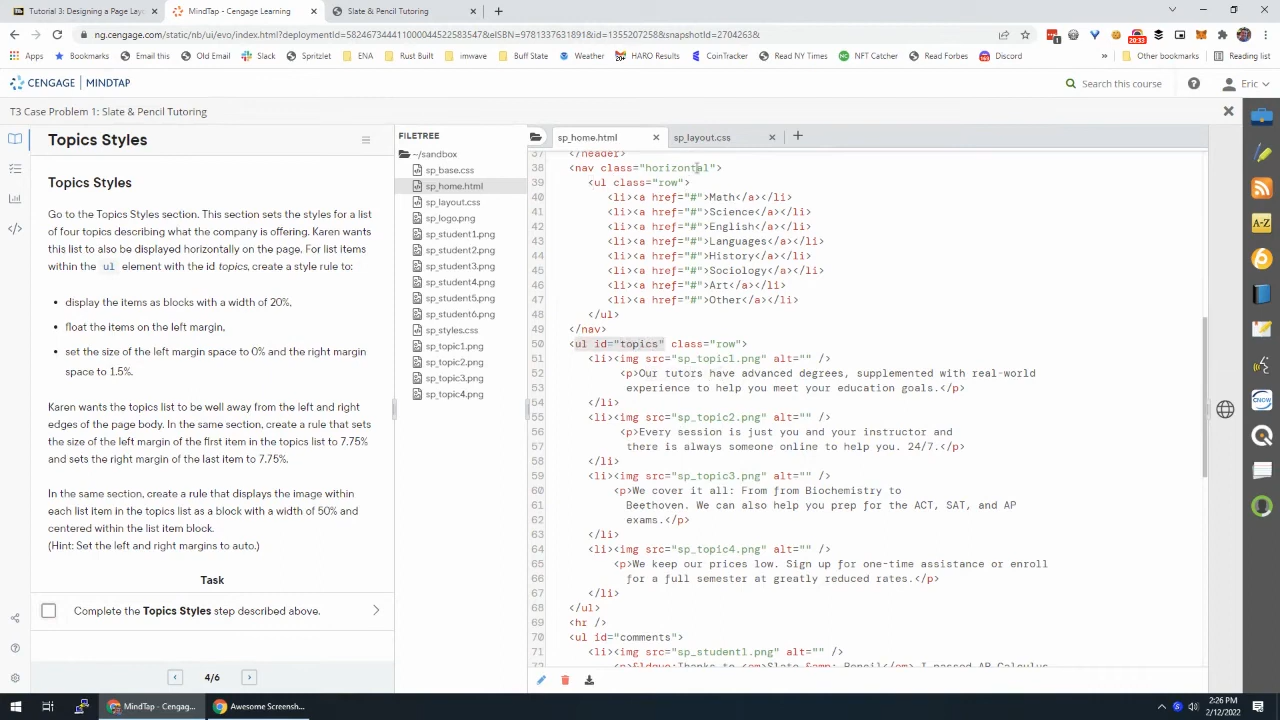 Tutorial 3: Designing a Page Layo
MindTap - Cengage Learning
Slate & Pencil Tutoring
ng.cengage.com/static/nb/ui/evo/index.html?deploymentId=58246734441100004452258354 7&eISBN=9781337631891&id=1355207258&snapshotId=2704263&
20:33
Apps
Bookmarks
Email this
Old Email
Slack
Spritzlet
ENA
Rust Built
imwave
Buff State
Weather
HARO Results
CoinTracker
Read NY Times
NFT Catcher
Read Forbes
Discord
»
Other bookmarks
Reading list
CENGAGE | MINDTAP
Search this course
Eric
T3 Case Problem 1: Slate & Pencil Tutoring
Topics Styles
Topics Styles
Go to the Topics Styles section. This section sets the styles for a list
of four topics describing what the company is offering. Karen wants
this list to also be displayed horizontally on the page. For list items
within the ul element with the id topics, create a style rule to:
• display the items as blocks with a width of 20%,
• float the items on the left margin,
• set the size of the left margin space to 0% and the right margin
space to 1.5%.
Karen wants the topics list to be well away from the left and right
edges of the page body. In the same section, create a rule that sets
the size of the left margin of the first item in the topics list to 7.75%
and sets the right margin of the last item to 7.75%.
In the same section, create a rule that displays the image within
each list item in the topics list as a block with a width of 50% and
centered within the list item block.
(Hint: Set the left and right margins to auto.)
Task
Complete the Topics Styles step described above.
4/6
FILETREE
~/sandbox
sp_base.css
sp_home.html
sp_layout.css
sp_logo.png
sp_student1.png
sp_student2.png
sp_student3.png
sp_student4.png
sp_student5.png
sp_student6.png
sp_styles.css
sp_topic1.png
sp_topic2.png
sp_topic3.png
sp_topic4.png
sp_home.html
sp_layout.css
37 </header>
38 <nav class="horizontal">
39 <ul class="row">
40 <li><a href="#">Math</a></li>
41 <li><a href="#">Science</a></li>
42 <li><a href="#">English</a></li>
43 <li><a href="#">Languages</a></li>
44 <li><a href="#">History</a></li>
45 <li><a href="#">Sociology</a></li>
46 <li><a href="#">Art</a></li>
47 <li><a href="#">Other</a></li>
48 </ul>
49 </nav>
50 <ul id="topics" class="row">
51 <li><img src="sp_topic1.png" alt="" />
52 <p>Our tutors have advanced degrees, supplemented with real-world
53 experience to help you meet your education goals.</p>
54 </li>
55 <li><img src="sp_topic2.png" alt="" />
56 <p>Every session is just you and your instructor and
57 there is always someone online to help you. 24/7.</p>
58 </li>
59 <li><img src="sp_topic3.png" alt="" />
60 <p>We cover it all: From from Biochemistry to
61 Beethoven. We can also help you prep for the ACT, SAT, and AP
62 exams.</p>
63 </li>
64 <li><img src="sp_topic4.png" alt="" />
65 <p>We keep our prices low. Sign up for one-time assistance or enroll
66 for a full semester at greatly reduced rates.</p>
67 </li>
68 </ul>
69 <hr />
70 <ul id="comments">
71 <li><img src="sp_student1.png" alt="" />
72 <p>&ldquo;Thanks to <em>Slate &amp; Pencil</em> I passed AP Calculus
A-Z
CNOW
MindTap - Cengag...
Awesome Screensh...
2:26 PM
2/12/2022